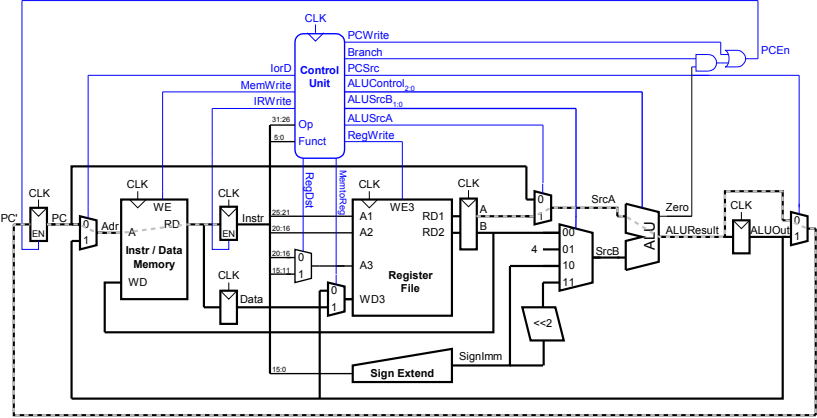 CLK
PCWrite
Branch
PCEn
IorD
Control
Unit
PCSrc
MemWrite
ALUControl2:0
IRWrite
ALUSrcB1:0
31:26
Op
ALUSrcA
5:0
Funct
RegWrite
RegDst
MemtoReg
CLK
CLK
CLK
CLK
CLK
CLK
PC'
PC
EN
0
1
Adr
WE
A
RD
Instr / Data
Memory
WD
EN
Instr
CLK
Data
25:21
20:16
20:16
15:11
0
1
0
1
A1
A2
A3
WD3
WE3
RD1
RD2
Register
File
A
B
0
1
SrcA
4
00
01
10
11
SrcB
ALU
Zero
ALUResult
ALUOut
0
1
<<2
SignImm
15:0
Sign Extend